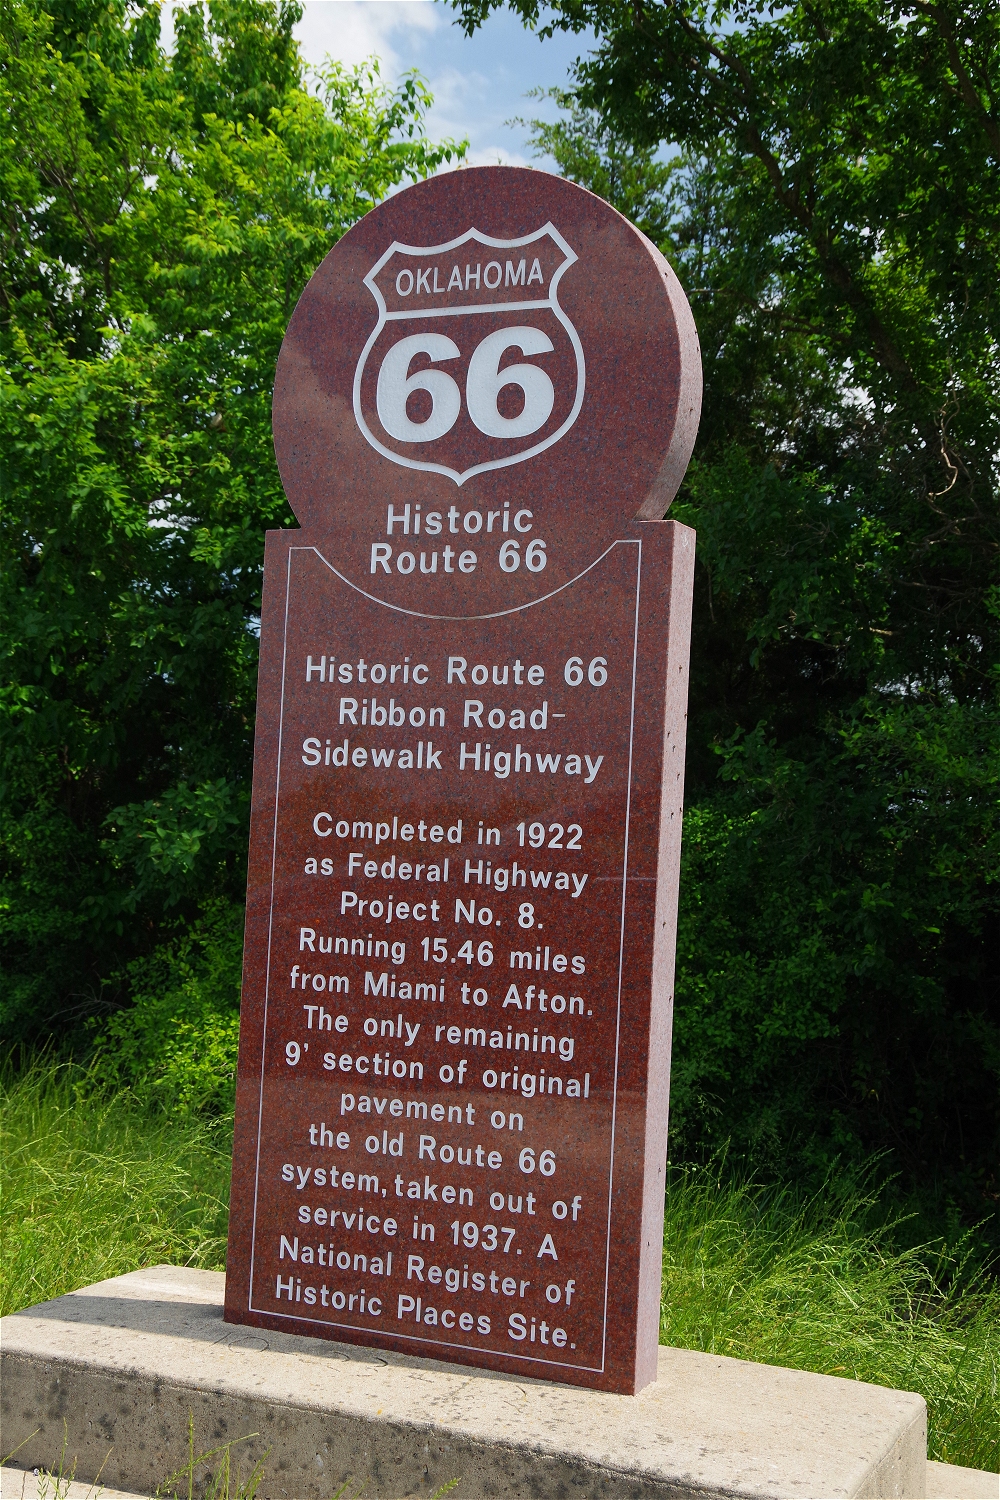 OKLAHOMA
66
Historic
Route 66
Historic Route 66
Ribbon Road-
Sidewalk Highway
Completed in 1922
as Federal Highway
Project No. 8.
Running 15.46 miles
from Miami to Afton.
The only remaining
9' section of original
pavement on
the old Route 66
system, taken out of
service in 1937. A
National Register of
Historic Places Site.